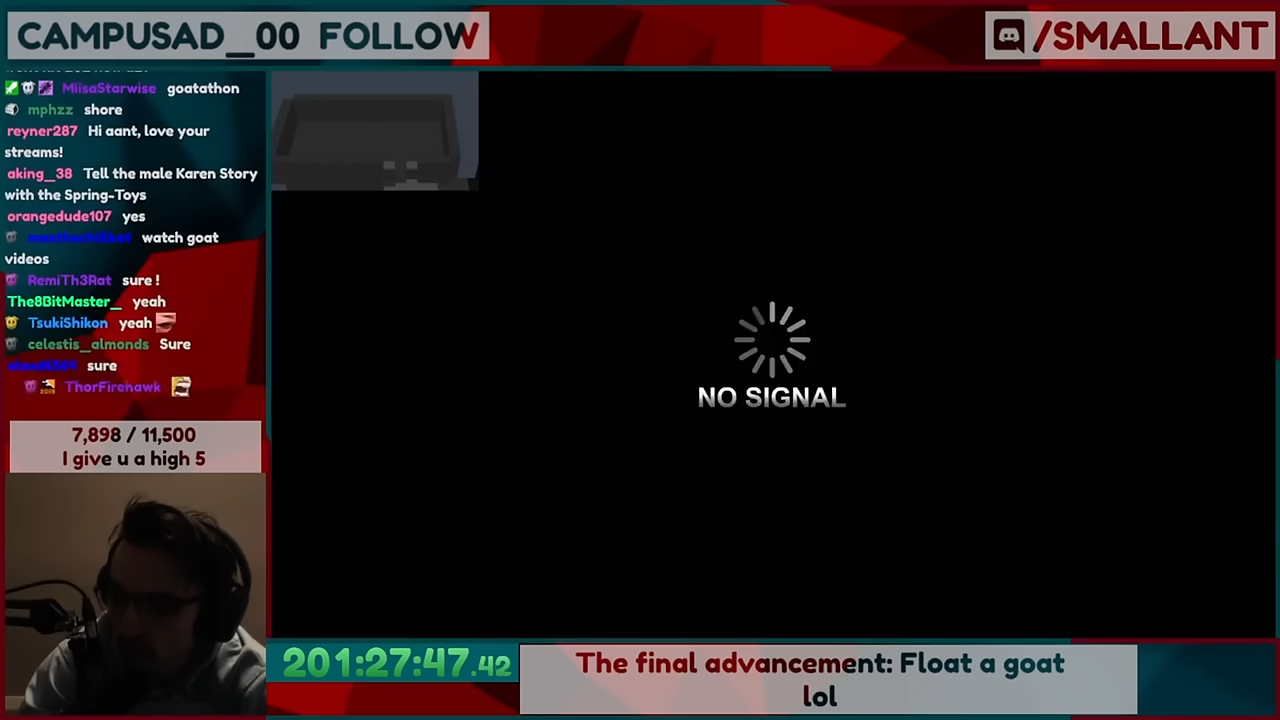 CAMPUSAD__00 FOLLOW
/SMALLANT
MiisaStarwise goatathon
mphzz shore
reyner287 Hi aant, love your
streams!
aking_38 Tell the male Karen Story
with the Spring-Toys
orangedude107 yes
watch goat
videos
RemiTh3Rat sure !
The8BitMaster_ yeah
TsukiShikon yeah
celestis_almonds Sure
sure
ThorFirehawk
7,898 / 11,500
I give u a high 5
NO SIGNAL
201:27:47.42
The final advancement: Float a goat
lol